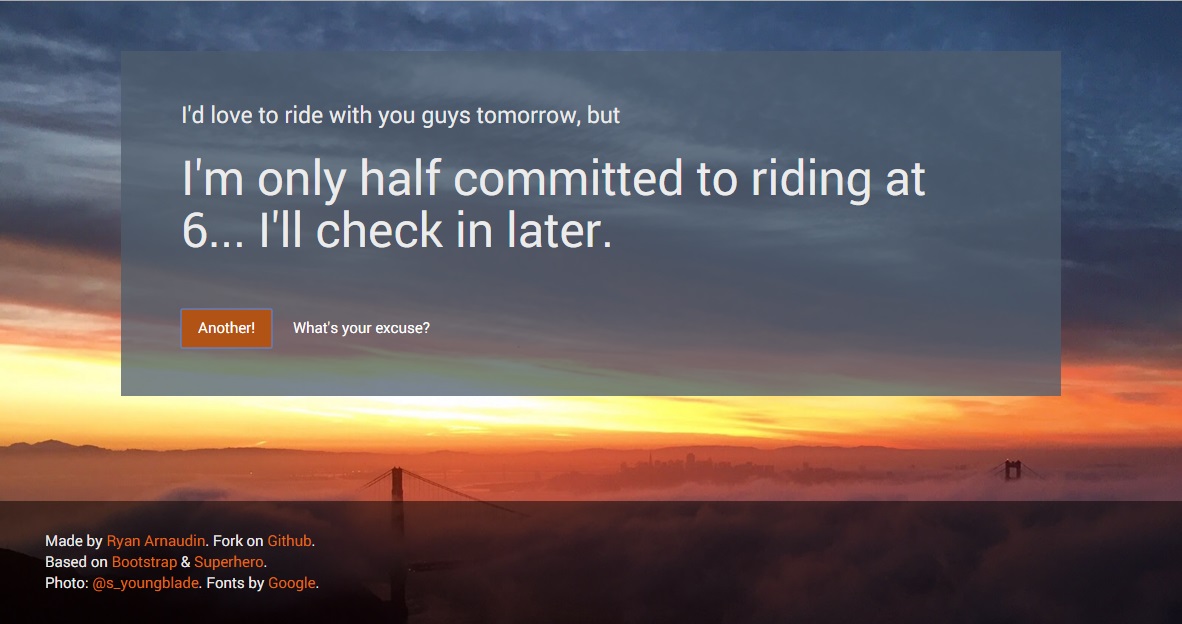 I'd love to ride with you guys tomorrow, but
I'm only half committed to riding at
6... I'll check in later.
Another! What's your excuse?
Made by Ryan Arnaudin. Fork on Github.
Based on Bootstrap & Superhero.
Photo: @s_youngblade. Fonts by Google.